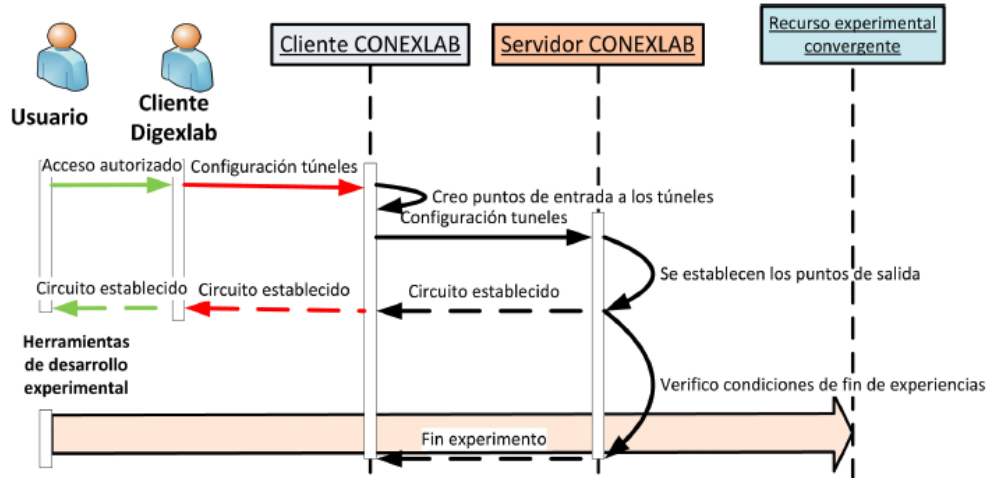 Usuario
Cliente
Digexlab
Cliente CONEXLAB
Servidor CONEXLAB
Recurso experimental
convergente
Acceso autorizado
Configuración túneles
Creo puntos de entrada a los túneles
Configuración tuneles
Se establecen los puntos de salida
Circuito establecido
Circuito establecido
Circuito establecido
Herramientas
de desarrollo
experimental
Verifico condiciones de fin de experiencias
Fin experimento